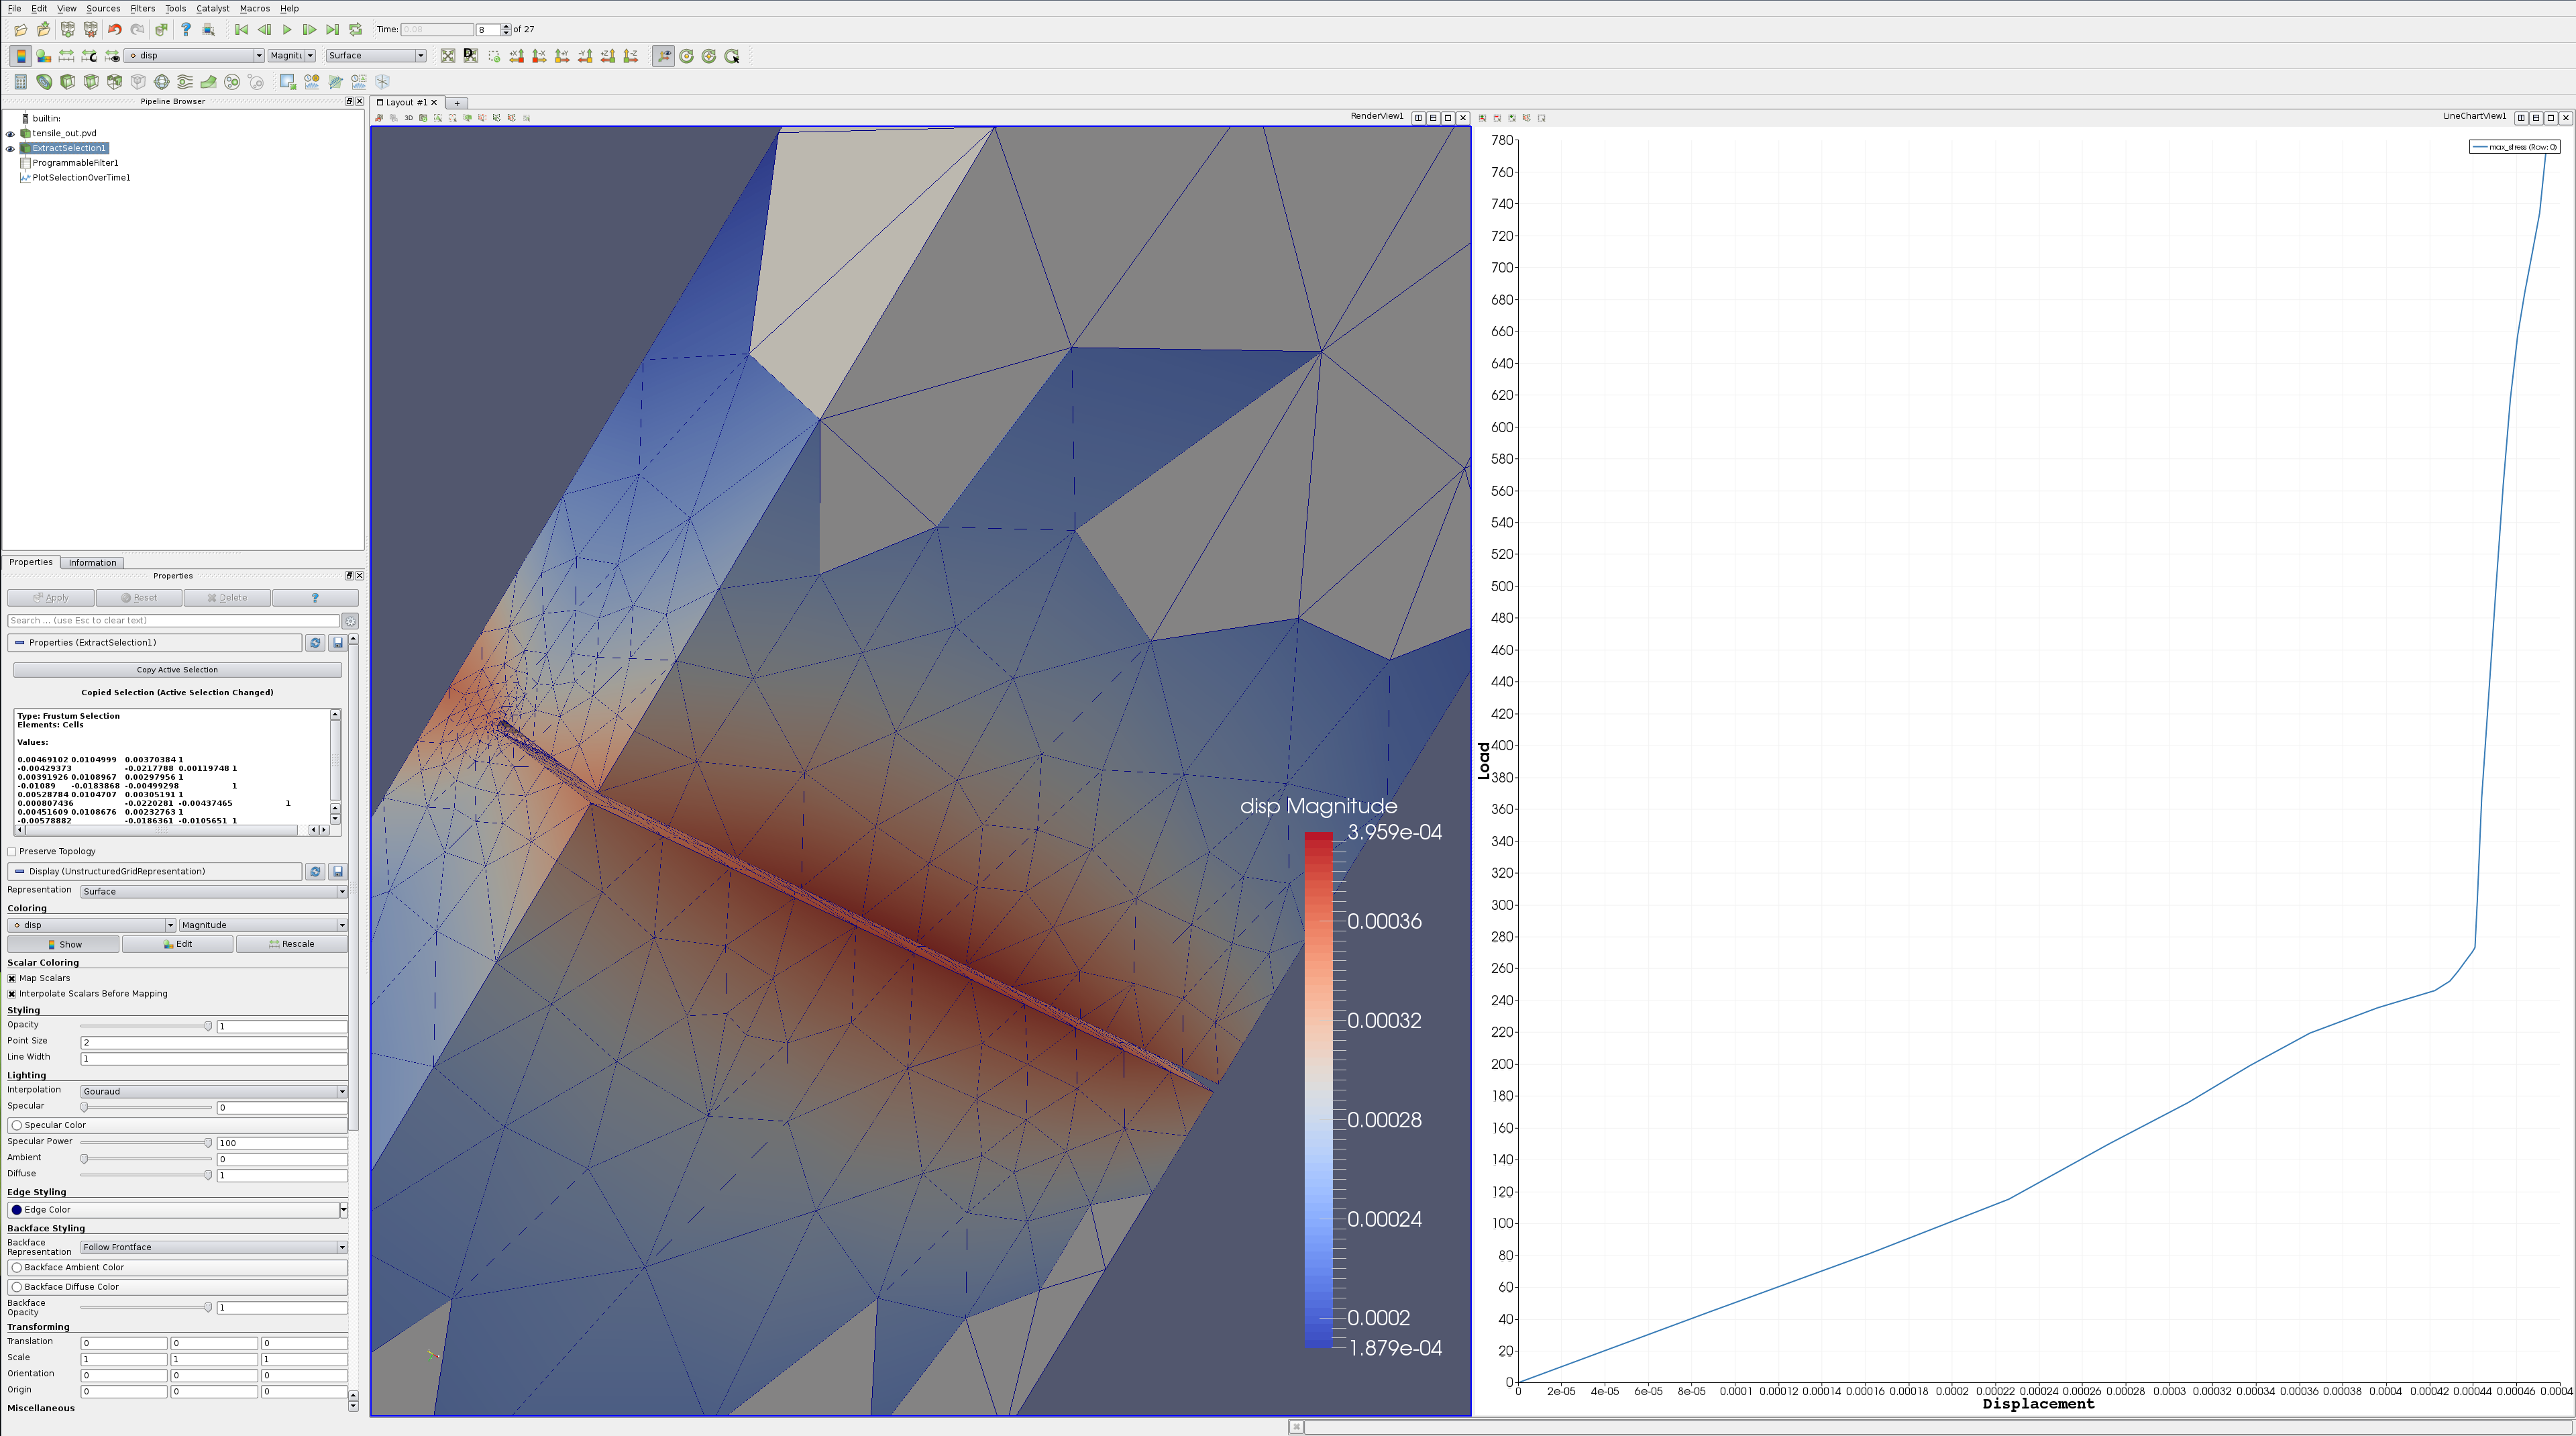 File Edit View Sources Filters Tools Catalyst Macros Help
Time: 0.08 8 of 27
disp Magnitu Surface
Pipeline Browser
builtin:
tensile_out.pvd
ExtractSelection1
ProgrammableFilter1
PlotSelectionOverTime1
Properties Information
Properties
Apply Reset Delete ?
Search ... (use Esc to clear text)
Properties (ExtractSelection1)
Copy Active Selection
Copied Selection (Active Selection Changed)
Type: Frustum Selection
Elements: Cells
Values:
0.00469102 0.0104999 0.00370384 1
-0.00429373 -0.0217788 0.00119748 1
0.00391926 0.0108967 0.00297956 1
-0.01089 -0.0183868 -0.00499298 1
0.00528784 0.0104707 0.00305191 1
0.000807436 -0.0220281 -0.00437465 1
0.00451609 0.0108676 0.00232763 1
-0.00578882 -0.0186361 -0.0105651 1
Preserve Topology
Display (UnstructuredGridRepresentation)
Representation Surface
Coloring
disp Magnitude
Show Edit Rescale
Scalar Coloring
Map Scalars
Interpolate Scalars Before Mapping
Styling
Opacity 1
Point Size 2
Line Width 1
Lighting
Interpolation Gouraud
Specular 0
Specular Color
Specular Power 100
Ambient 0
Diffuse 1
Edge Styling
Edge Color
Backface Styling
Backface
Representation Follow Frontface
Backface Ambient Color
Backface Diffuse Color
Backface
Opacity 1
Transforming
Translation 0 0 0
Scale 1 1 1
Orientation 0 0 0
Origin 0 0 0
Miscellaneous
Layout #1
3D
RenderView1
disp Magnitude
3.959e-04
0.00036
0.00032
0.00028
0.00024
0.0002
1.879e-04
LineChartView1
max_stress (Row: 0)
780
760
740
720
700
680
660
640
620
600
580
560
540
520
500
480
460
440
420
400
380
360
340
320
300
280
260
240
220
200
180
160
140
120
100
80
60
40
20
0
Load
0 2e-05 4e-05 6e-05 8e-05 0.0001 0.00012 0.00014 0.00016 0.00018 0.0002 0.00022 0.00024 0.00026 0.00028 0.0003 0.00032 0.00034 0.00036 0.00038 0.0004 0.00042 0.00044 0.00046 0.0004
Displacement